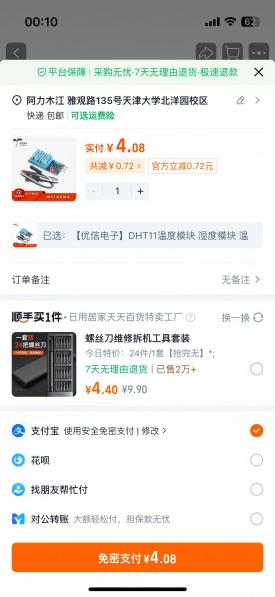 00:10
62
平台保障 | 采购无忧·7天无理由退货·极速退款
阿力木江 雅观路135号天津大学北洋园校区
快递 包邮 | 可选运费险
实付 ¥4.08
共减 ¥0.72 > 官方立减0.72元
- 1 +
已选：【优信电子】DHT11温度模块 湿度模块 温
订单备注 无备注 >
顺手买1件 · 日用居家天天百货特卖工厂 ? 换一换
一套顶
24把螺丝刀
螺丝刀维修拆机工具套装
今日特价：24件/1套【抢完无】*;
7天无理由退货 | 已售2万+
¥4.40 ¥9.90
支付宝 使用安全免密支付 | 修改 >
花呗
找朋友帮忙付
对公转账 大额轻松付，担保款无忧
免密支付 ¥4.08